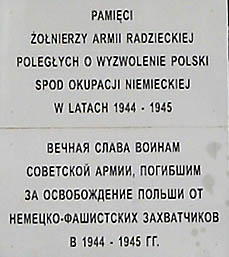 PAMIĘCI
ŻOŁNIERZY ARMII RADZIECKIEJ
POLEGŁYCH O WYZWOLENIE POLSKI
SPOD OKUPACJI NIEMIECKIEJ
W LATACH 1944 - 1945
ВЕЧНАЯ СЛАВА ВОИНАМ
СОВЕТСКОЙ АРМИИ, ПОГИБШИМ
ЗА ОСВОБОЖДЕНИЕ ПОЛЬШИ ОТ
НЕМЕЦКО-ФАШИСТСКИХ ЗАХВАТЧИКОВ
В 1944 - 1945 ГГ.